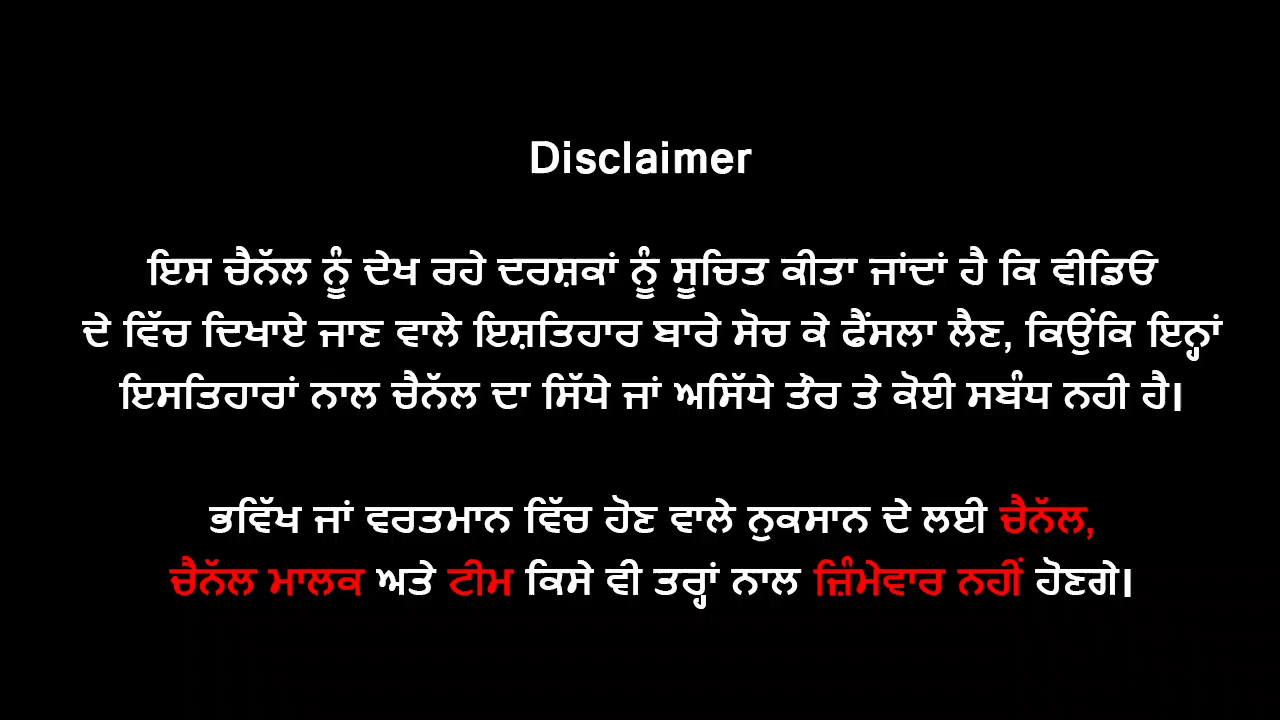 Disclaimer
ਇਸ ਚੈਨੱਲ ਨੂੰ ਦੇਖ ਰਹੇ ਦਰਸ਼ਕਾਂ ਨੂੰ ਸੂਚਿਤ ਕੀਤਾ ਜਾਂਦਾਂ ਹੈ ਕਿ ਵੀਡਿਓ
ਦੇ ਵਿੱਚ ਦਿਖਾਏ ਜਾਣ ਵਾਲੇ ਇਸ਼ਤਿਹਾਰ ਬਾਰੇ ਸੋਚ ਕੇ ਫੈਂਸਲਾ ਲੈਣ, ਕਿਉਂਕਿ ਇਨ੍ਹਾਂ
ਇਸਤਿਹਾਰਾਂ ਨਾਲ ਚੈਨੱਲ ਦਾ ਸਿੱਧੇ ਜਾਂ ਅਸਿੱਧੇ ਤੌਰ ਤੇ ਕੋਈ ਸਬੰਧ ਨਹੀ ਹੈ।
ਭਵਿੱਖ ਜਾਂ ਵਰਤਮਾਨ ਵਿੱਚ ਹੋਣ ਵਾਲੇ ਨੁਕਸਾਨ ਦੇ ਲਈ ਚੈਨੱਲ,
ਚੈਨੱਲ ਮਾਲਕ ਅਤੇ ਟੀਮ ਕਿਸੇ ਵੀ ਤਰ੍ਹਾਂ ਨਾਲ ਜ਼ਿੰਮੇਵਾਰ ਨਹੀਂ ਹੋਣਗੇ।